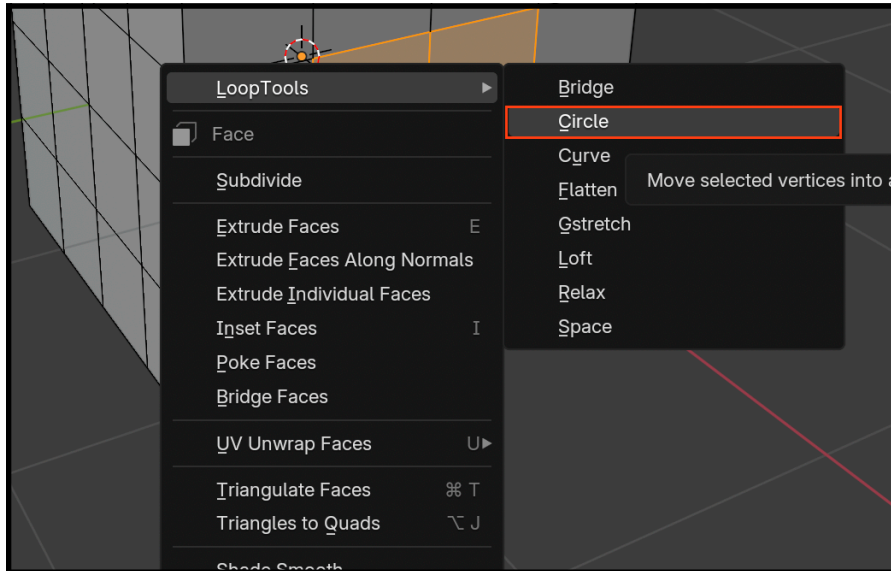 LoopTools
Face
Subdivide
Extrude Faces E
Extrude Faces Along Normals
Extrude Individual Faces
Inset Faces I
Poke Faces
Bridge Faces
UV Unwrap Faces U
Triangulate Faces ⌘ T
Triangles to Quads ⌥ J
Shade Smooth
Bridge
Circle
Curve
Flatten
Move selected vertices into a
Gstretch
Loft
Relax
Space